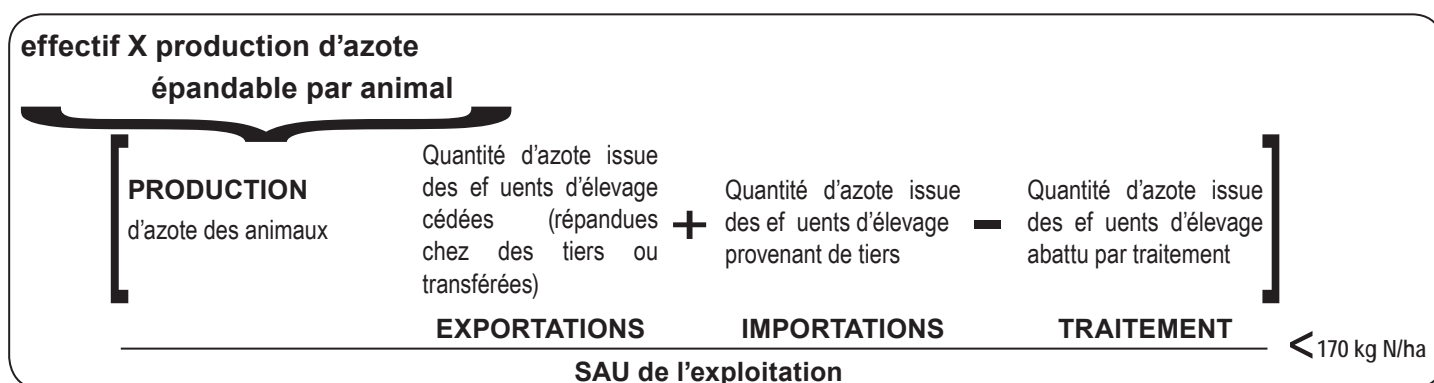 effectif X production d'azote
épandable par animal
PRODUCTION
d'azote des animaux
Quantité d'azote issue
des ef uents d'élevage
cédées (répandues
chez des tiers ou
transférées)
EXPORTATIONS
+
Quantité d'azote issue
des ef uents d'élevage
provenant de tiers
IMPORTATIONS
-
Quantité d'azote issue
des ef uents d'élevage
abattu par traitement
TRAITEMENT
SAU de l'exploitation
< 170 kg N/ha